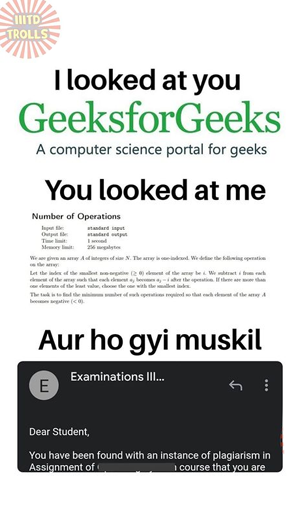 IIITD
TROLLS
I looked at you
GeeksforGeeks
A computer science portal for geeks
You looked at me
Number of Operations
Input file: standard input
Output file: standard output
Time limit: 1 second
Memory limit: 256 megabytes
We are given an array A of integers of size N. The array is one-indexed. We define the following operation
on the array:
Let the index of the smallest non-negative (≥ 0) element of the array be i. We subtract i from each
element of the array such that each element aj becomes aj − i after the operation. If there are more than
one elements of the least value, choose the one with the smallest index.
The task is to find the minimum number of such operations required so that each element of the array A
becomes negative (< 0).
Aur ho gyi muskil
E
Examinations III...
Dear Student,
You have been found with an instance of plagiarism in
Assignment of course that you are